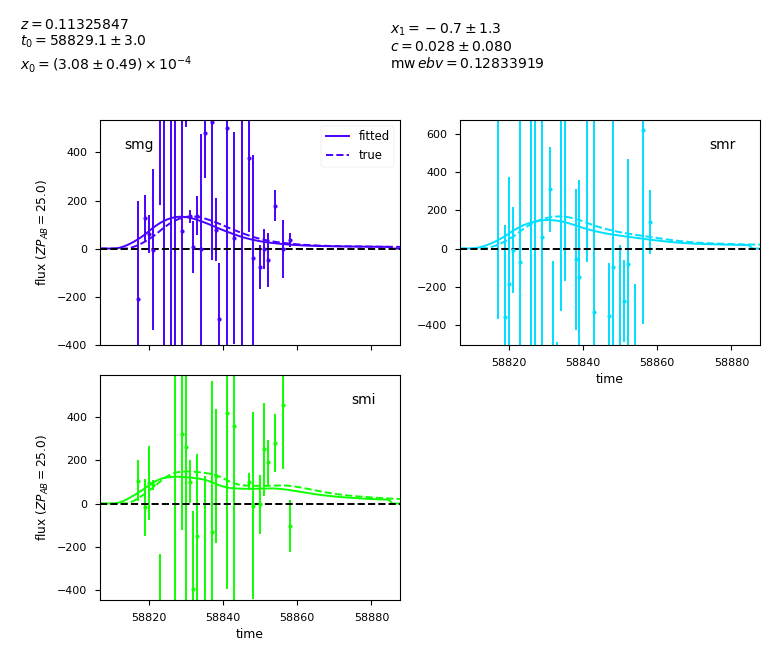 z = 0.11325847
t₀ = 58829.1 ± 3.0
x₀ = (3.08 ± 0.49) × 10⁻⁴
x₁ = −0.7 ± 1.3
c = 0.028 ± 0.080
mw ebv = 0.12833919
smg
fitted
true
400
200
0
−200
−400
flux (ZP_AB = 25.0)
smr
600
400
200
0
−200
−400
58820
58840
58860
58880
time
smi
400
200
0
−200
−400
flux (ZP_AB = 25.0)
58820
58840
58860
58880
time